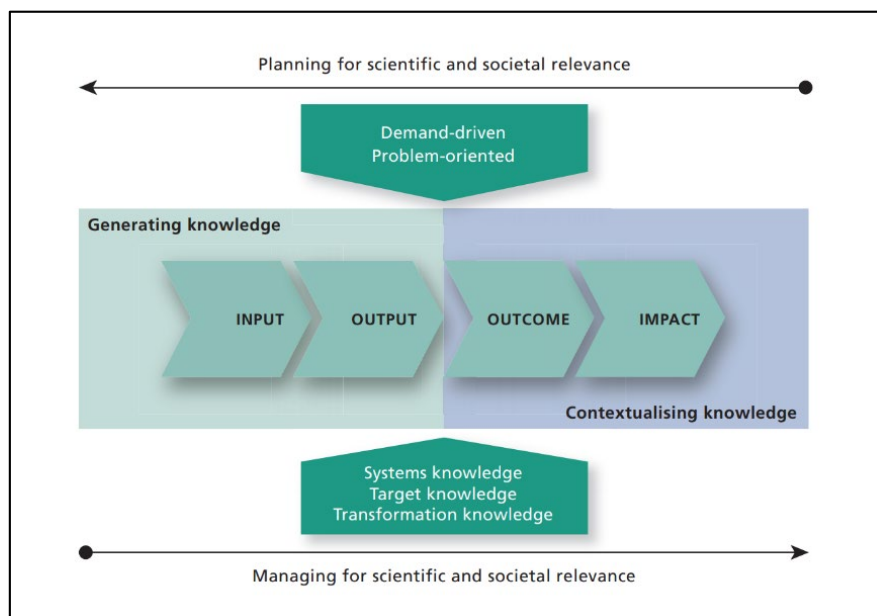 Planning for scientific and societal relevance
Demand-driven
Problem-oriented
Generating knowledge
INPUT
OUTPUT
OUTCOME
IMPACT
Contextualising knowledge
Systems knowledge
Target knowledge
Transformation knowledge
Managing for scientific and societal relevance